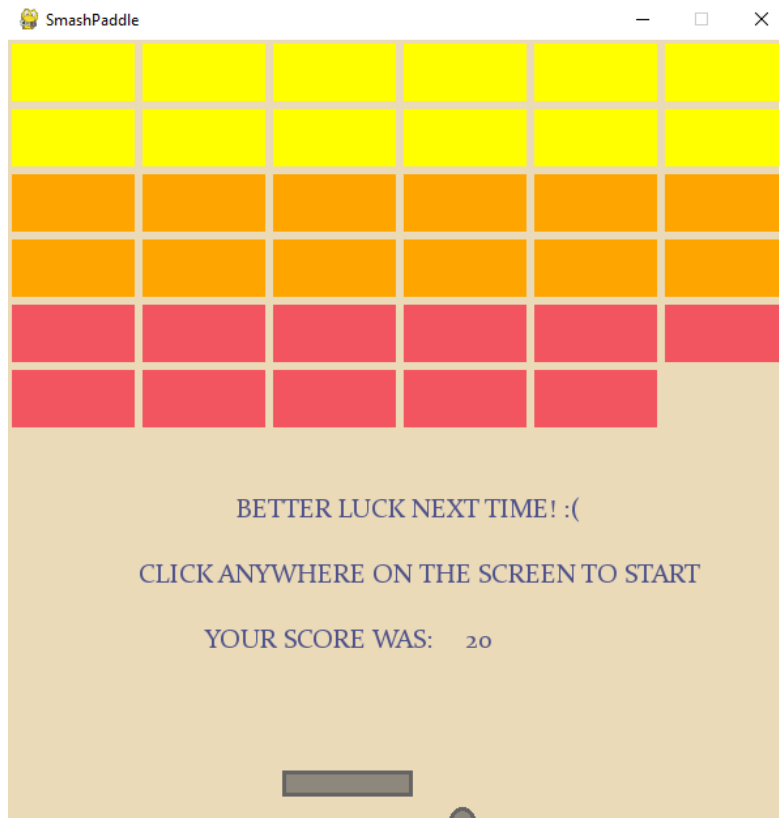 SmashPaddle
BETTER LUCK NEXT TIME! :(
CLICK ANYWHERE ON THE SCREEN TO START
YOUR SCORE WAS: 20